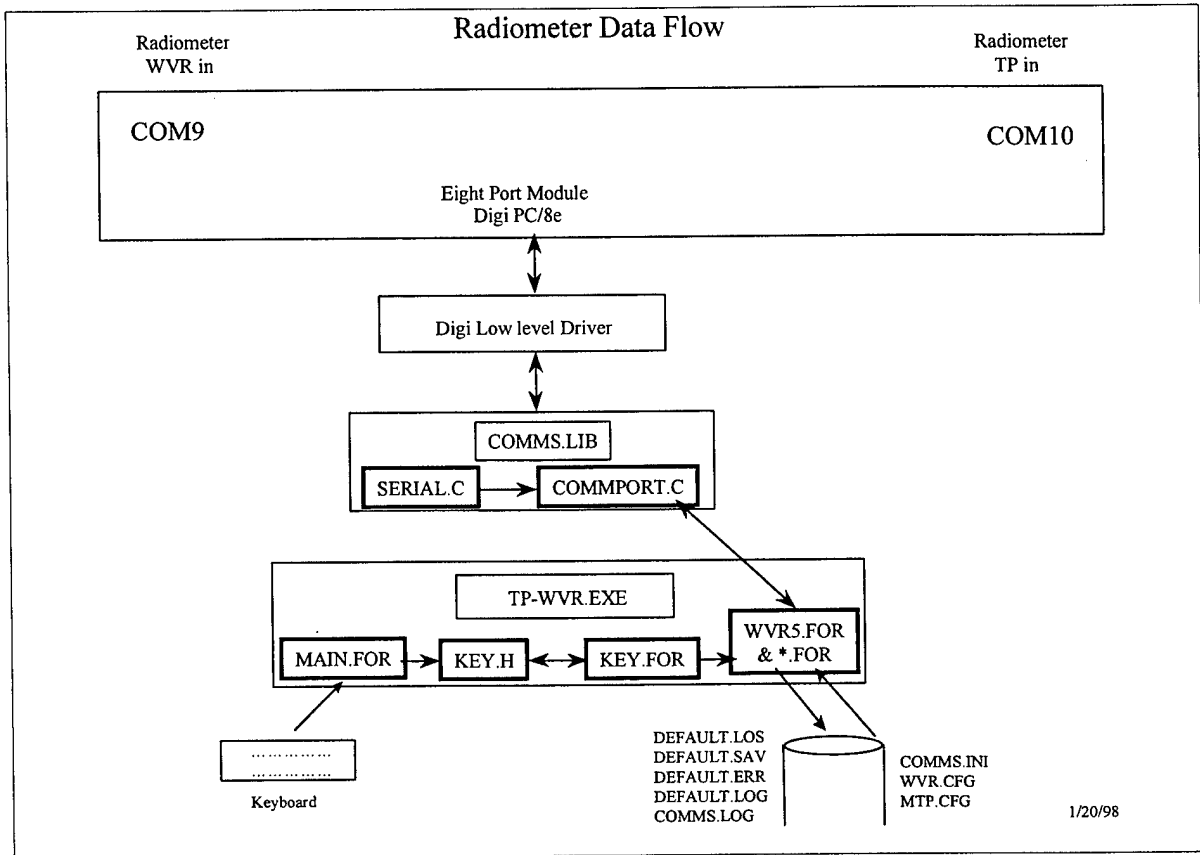 Radiometer Data Flow
Radiometer
WVR in
Radiometer
TP in
COM9
COM10
Eight Port Module
Digi PC/8e
Digi Low level Driver
COMMS.LIB
SERIAL.C
COMMPORT.C
TP-WVR.EXE
MAIN.FOR
KEY.H
KEY.FOR
WVR5.FOR
& *.FOR
……………
……………
Keyboard
DEFAULT.LOS
DEFAULT.SAV
DEFAULT.ERR
DEFAULT.LOG
COMMS.LOG
COMMS.INI
WVR.CFG
MTP.CFG
1/20/98